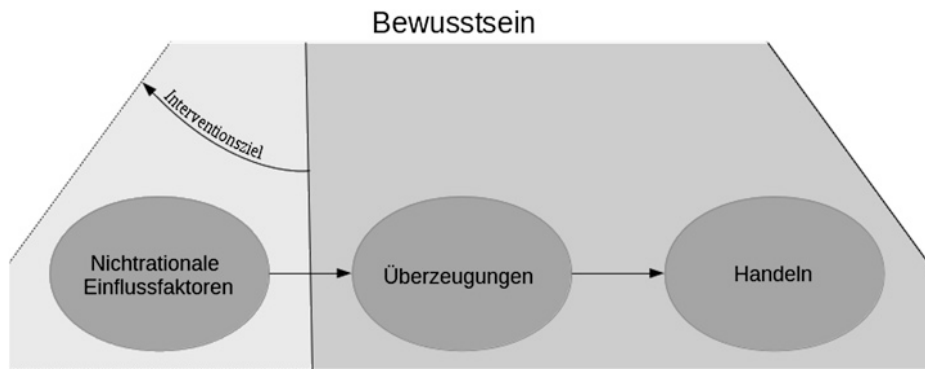 Bewusstsein
Interventionsziel
Nichtrationale
Einflussfaktoren
Überzeugungen
Handeln